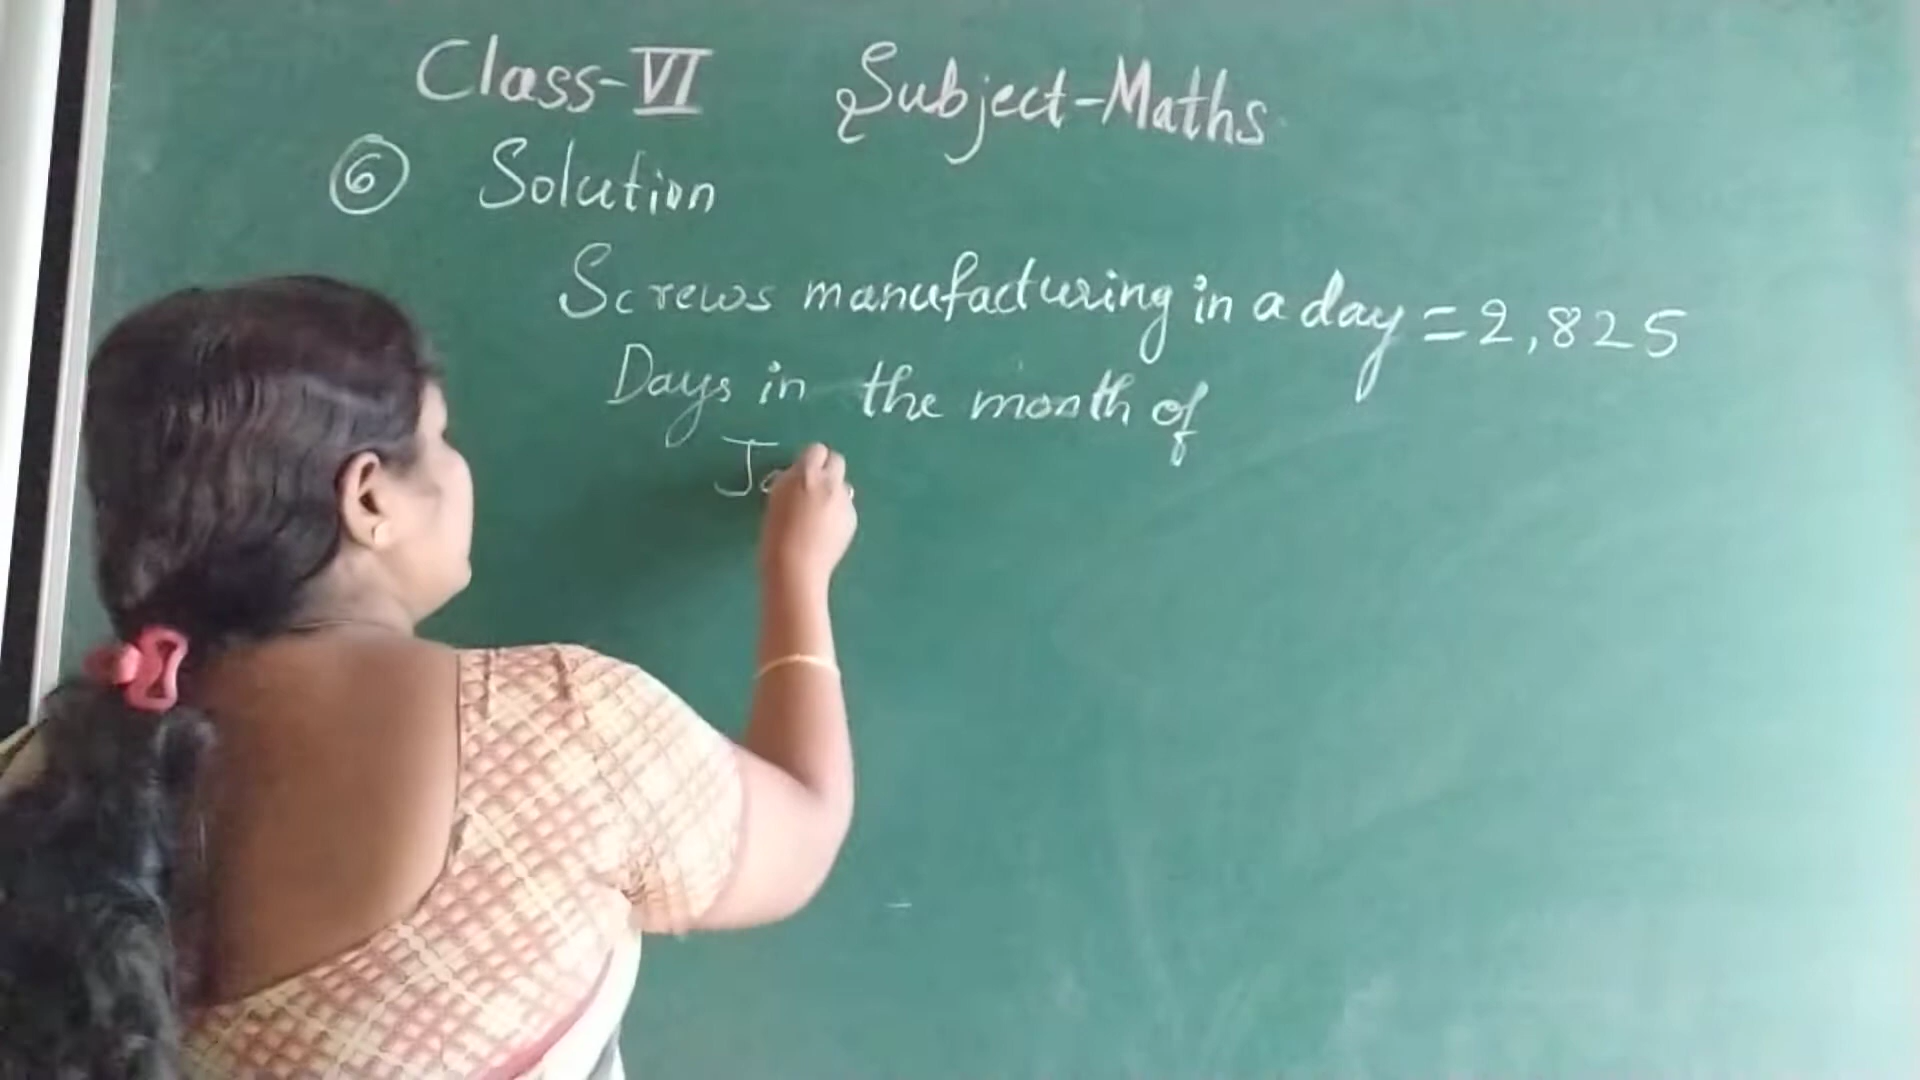 Class-VI Subject-Maths
6 Solution
Screws manufacturing in a day = 2,825
Days in the month of
Ja